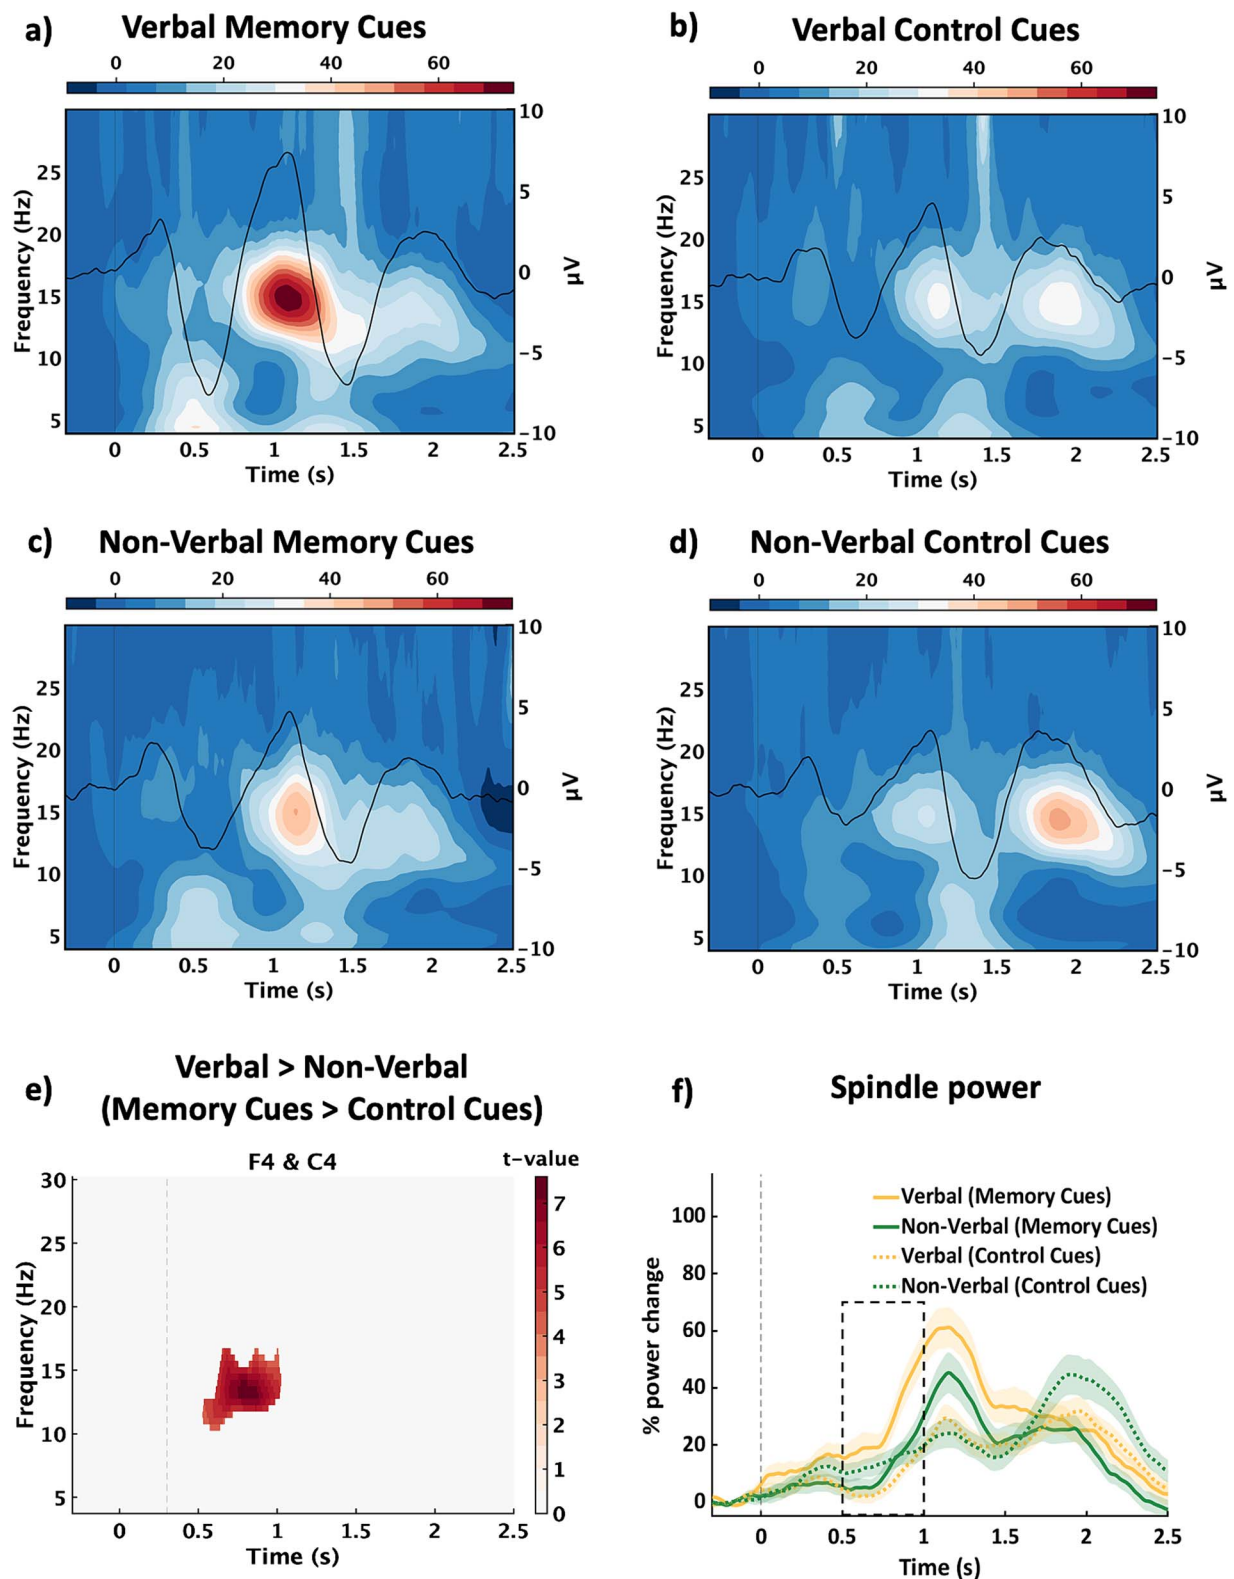 a) Verbal Memory Cues
0 20 40 60
10
5
0
−5
−10
µV
25
20
15
10
5
Frequency (Hz)
0 0.5 1 1.5 2 2.5
Time (s)
b) Verbal Control Cues
0 20 40 60
10
5
0
−5
−10
µV
25
20
15
10
5
Frequency (Hz)
0 0.5 1 1.5 2 2.5
Time (s)
c) Non-Verbal Memory Cues
0 20 40 60
10
5
0
−5
−10
µV
25
20
15
10
5
Frequency (Hz)
0 0.5 1 1.5 2 2.5
Time (s)
d) Non-Verbal Control Cues
0 20 40 60
10
5
0
−5
−10
µV
25
20
15
10
5
Frequency (Hz)
0 0.5 1 1.5 2 2.5
Time (s)
e) Verbal > Non-Verbal
(Memory Cues > Control Cues)
F4 & C4
t−value
7
6
5
4
3
2
1
0
30
25
20
15
10
5
Frequency (Hz)
0 0.5 1 1.5 2 2.5
Time (s)
f) Spindle power
Verbal (Memory Cues)
Non-Verbal (Memory Cues)
Verbal (Control Cues)
Non-Verbal (Control Cues)
100
80
60
40
20
0
% power change
0 0.5 1 1.5 2 2.5
Time (s)